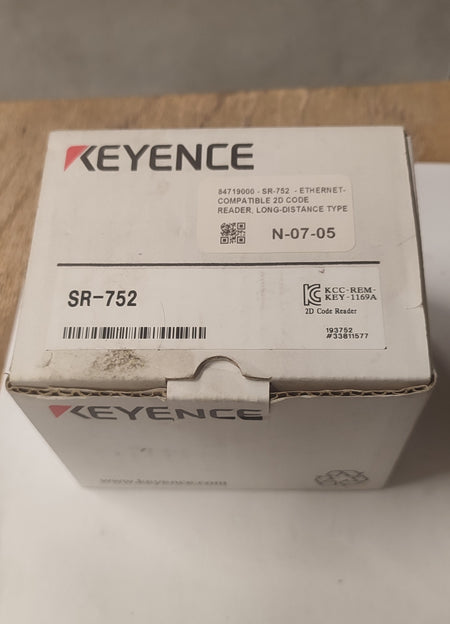 KEYENCE
84719000 - SR-752 - ETHERNET-
COMPATIBLE 2D CODE
READER, LONG-DISTANCE TYPE
N-07-05
SR-752
KCC-REM-
KEY-1169A
2D Code Reader
193752
#33811577
KEYENCE
www.keyence.com